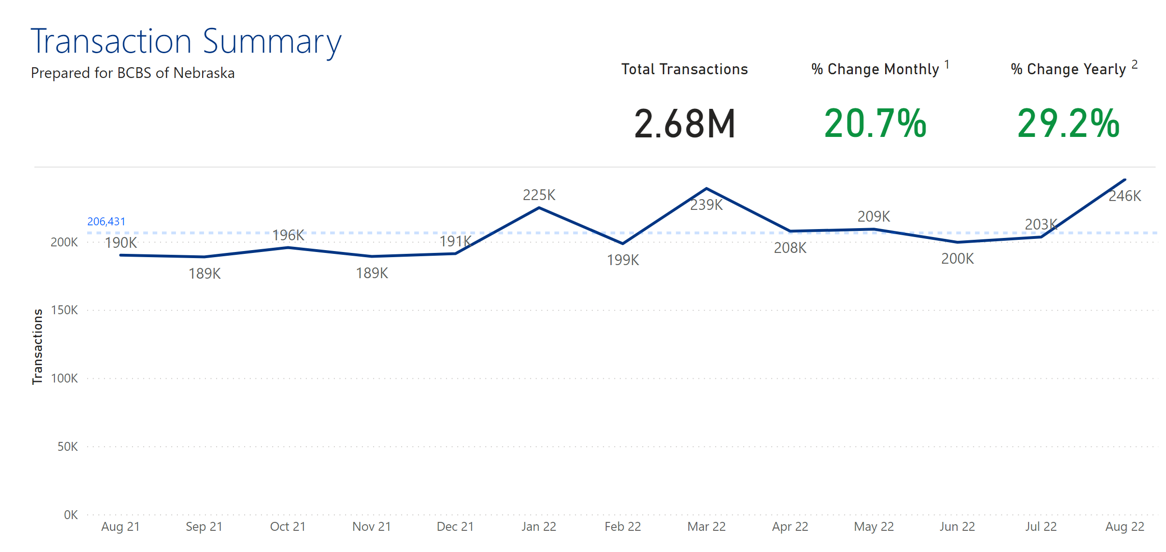 Transaction Summary
Prepared for BCBS of Nebraska
Total Transactions
% Change Monthly 1
% Change Yearly 2
2.68M
20.7%
29.2%
206,431
190K
189K
196K
189K
191K
225K
199K
239K
208K
209K
200K
203K
246K
Transactions
200K
150K
100K
50K
0K
Aug 21
Sep 21
Oct 21
Nov 21
Dec 21
Jan 22
Feb 22
Mar 22
Apr 22
May 22
Jun 22
Jul 22
Aug 22